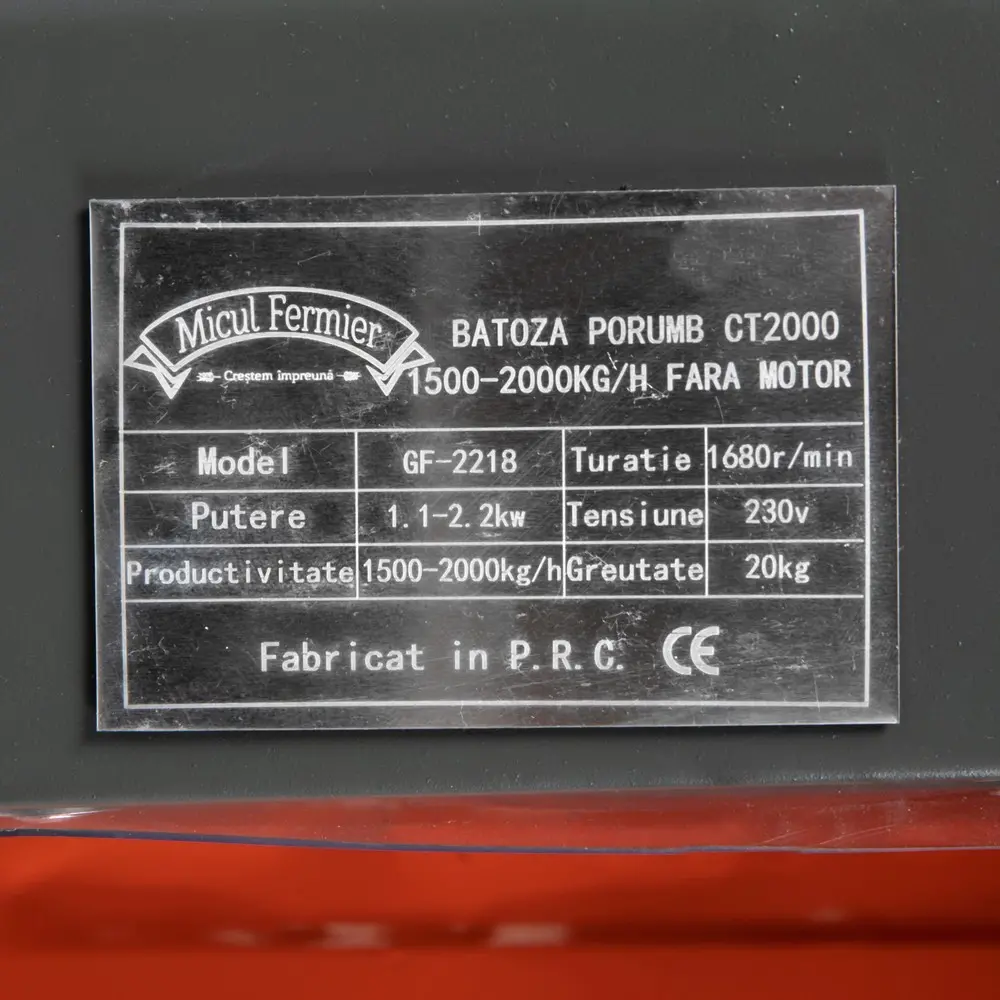 Micul Fermier
Creștem împreună
BATOZA PORUMB CT2000
1500-2000KG/H FARA MOTOR
Model GF-2218 Turatie 1680r/min
Putere 1.1-2.2kw Tensiune 230v
Productivitate 1500-2000kg/h Greutate 20kg
Fabricat in P.R.C. CE